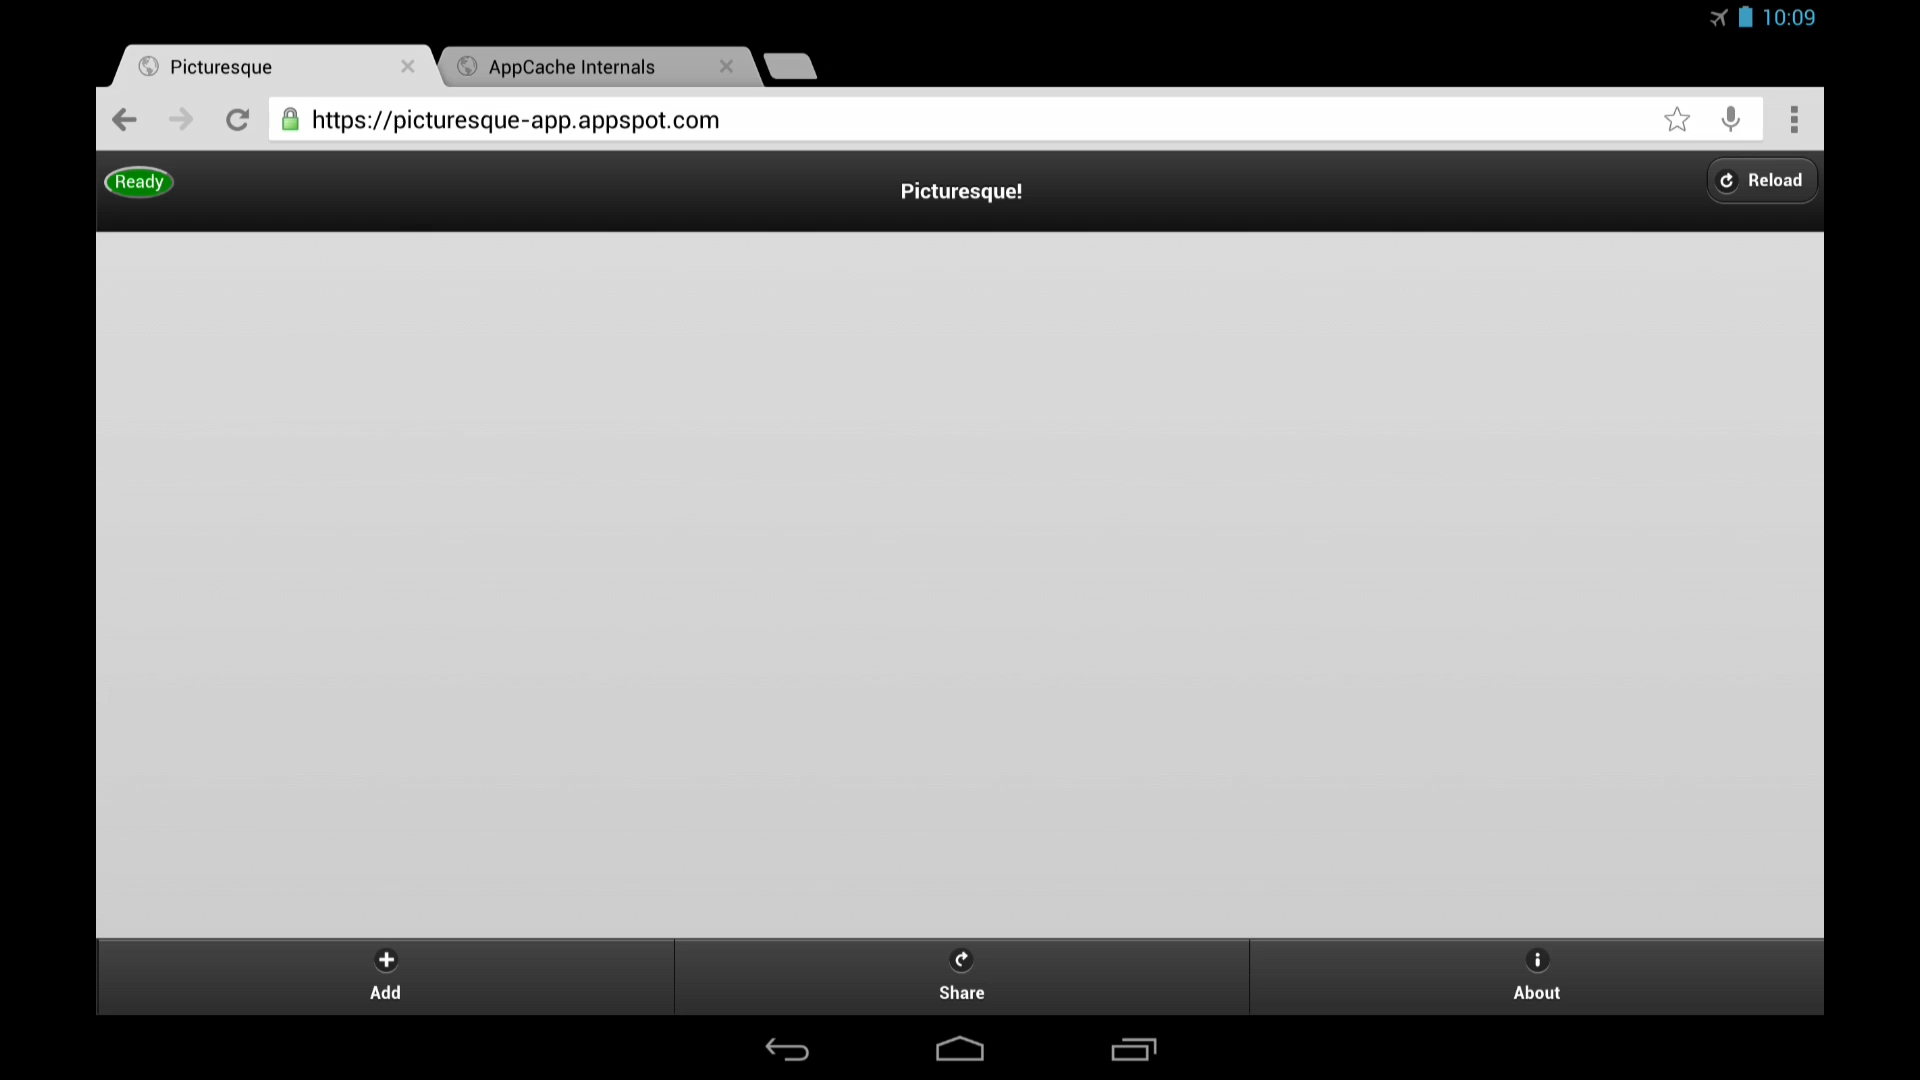 10:09
Picturesque
AppCache Internals
https://picturesque-app.appspot.com
Ready
Picturesque!
Reload
Add
Share
About